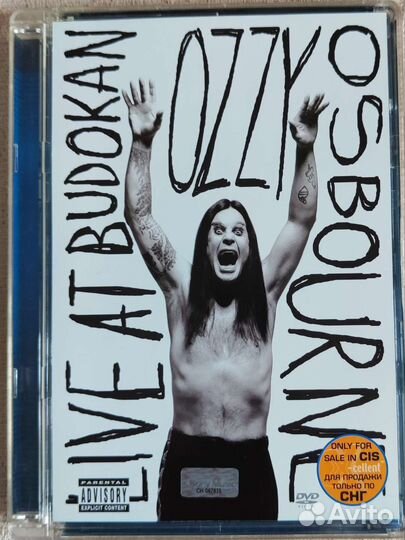 LIVE AT BUDOKAN
OZZY
OSBOURNE
PARENTAL
ADVISORY
EXPLICIT CONTENT
DVD
ONLY FOR
SALE IN CIS
-cellent
ДЛЯ ПРОДАЖИ
ТОЛЬКО ПО
СНГ
Avito